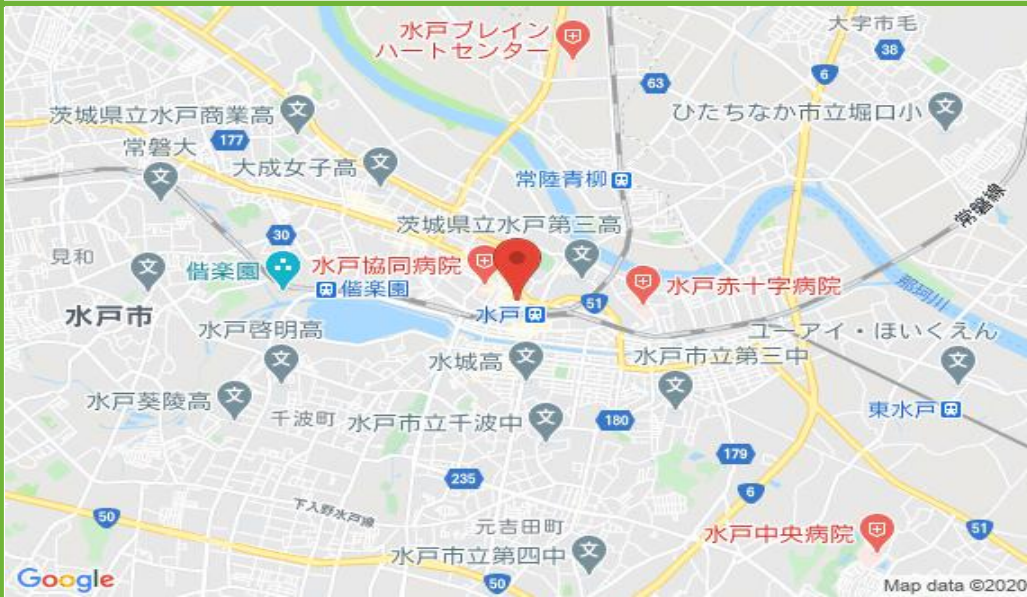 水戸ブレイン
ハートセンター
大字市毛
38
6
63
ひたちなか市立堀口小
茨城県立水戸商業高
177
常磐大
大成女子高
常陸青柳
常磐線
茨城県立水戸第三高
30
見和
偕楽園
水戸協同病院
偕楽園
水戸赤十字病院
那珂川
51
水戸市
水戸
水戸啓明高
ユーアイ・ほいくえん
水城高
水戸市立第三中
水戸葵陵高
千波町
水戸市立千波中
180
東水戸
179
235
6
50
下入野水戸線
元吉田町
水戸中央病院
51
水戸市立第四中
50
Google
Map data ©2020